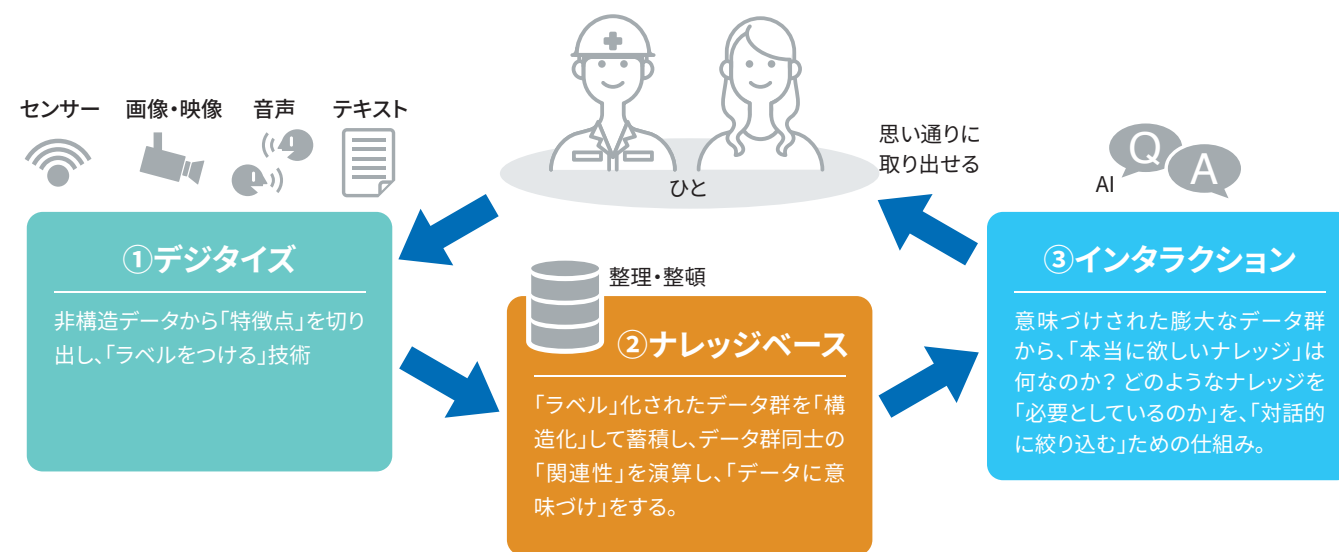 センサー
画像・映像
音声
テキスト
ひと
思い通りに
取り出せる
AI
Q
A
①デジタイズ
非構造データから「特徴点」を切り
出し、「ラベルをつける」技術
整理・整頓
②ナレッジベース
「ラベル」化されたデータ群を「構
造化」して蓄積し、データ群同士の
「関連性」を演算し、「データに意
味づけ」をする。
③インタラクション
意味づけされた膨大なデータ群
から、「本当に欲しいナレッジ」は
何なのか？ どのようなナレッジを
「必要としているのか」を、「対話的
に絞り込む」ための仕組み。